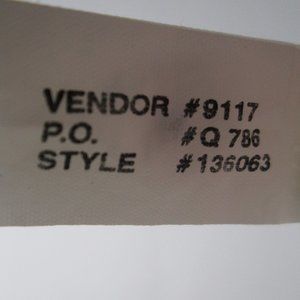 VENDOR #9117
P.O. #Q 786
STYLE #136063